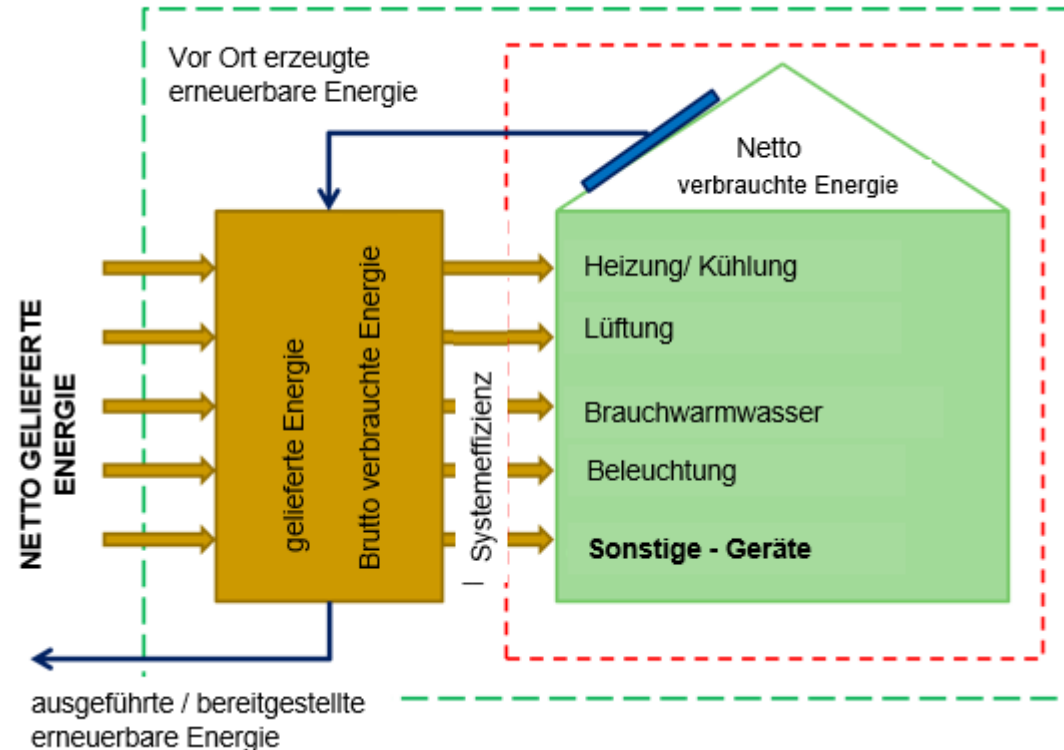 Vor Ort erzeugte
erneuerbare Energie
Netto
verbrauchte Energie
NETTO GELIEFERTE
ENERGIE
gelieferte Energie
Brutto verbrauchte Energie
Systemeffizienz
Heizung/ Kühlung
Lüftung
Brauchwarmwasser
Beleuchtung
Sonstige - Geräte
ausgeführte / bereitgestellte
erneuerbare Energie